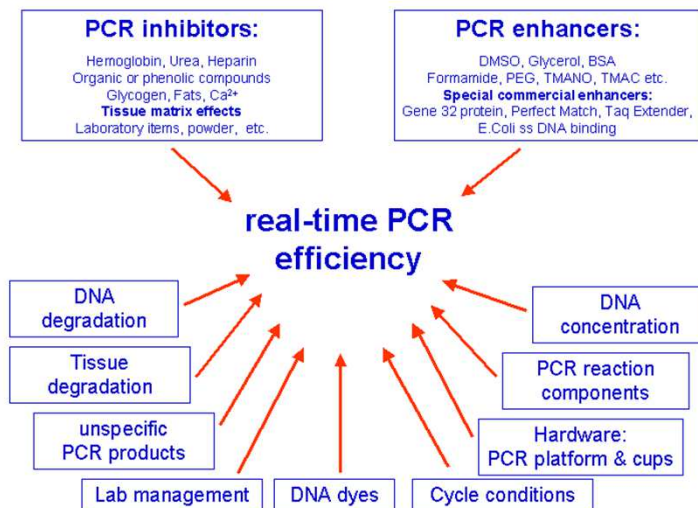 PCR inhibitors:
Hemoglobin, Urea, Heparin
Organic or phenolic compounds
Glycogen, Fats, Ca²⁺
Tissue matrix effects
Laboratory items, powder, etc.
PCR enhancers:
DMSO, Glycerol, BSA
Formamide, PEG, TMANO, TMAC etc.
Special commercial enhancers:
Gene 32 protein, Perfect Match, Taq Extender,
E.Coli ss DNA binding
real-time PCR
efficiency
DNA
degradation
Tissue
degradation
unspecific
PCR products
Lab management
DNA dyes
Cycle conditions
Hardware:
PCR platform & cups
PCR reaction
components
DNA
concentration